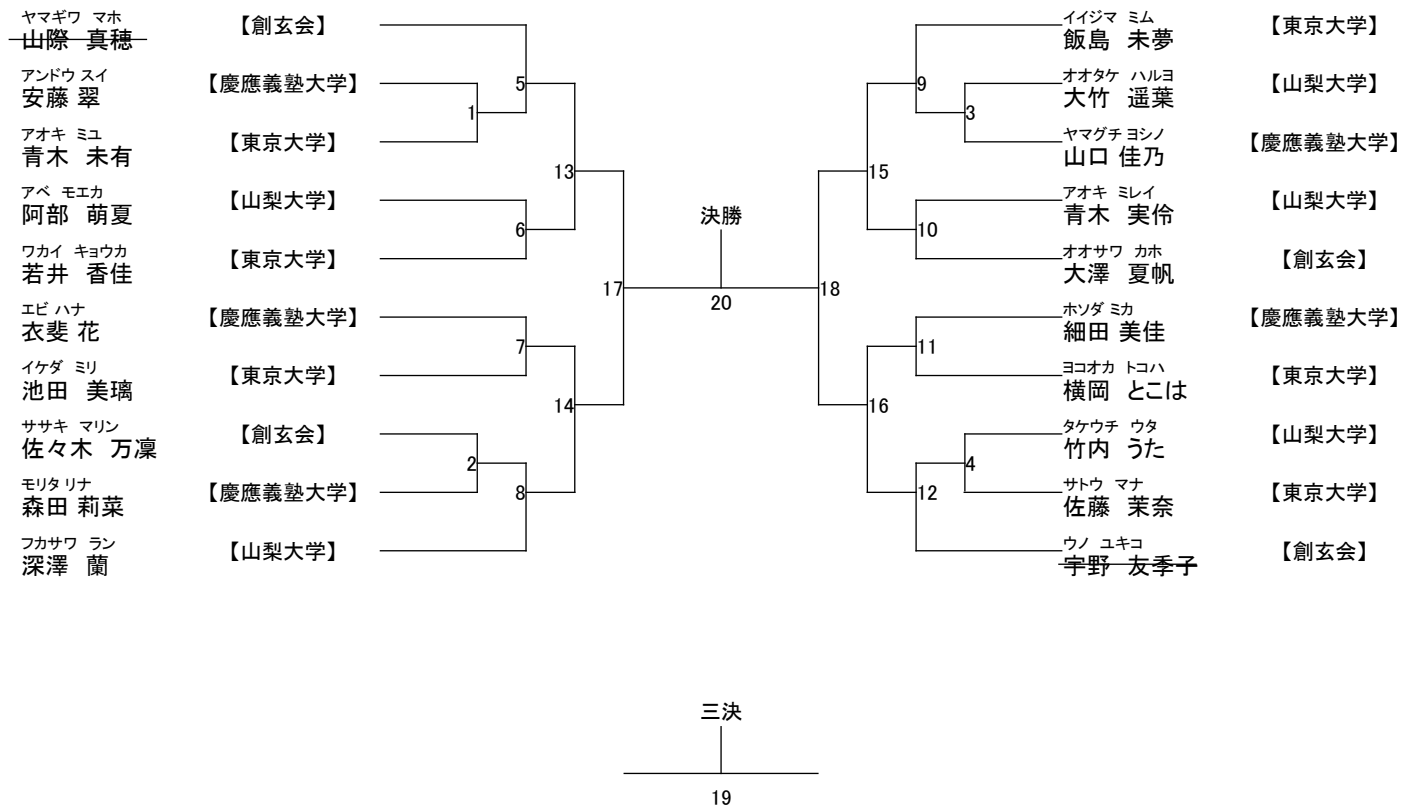 ヤマギワ マホ
山際 真穂 【創玄会】
アンドウ スイ
安藤 翠 【慶應義塾大学】
アオキ ミユ
青木 未有 【東京大学】
アベ モエカ
阿部 萌夏 【山梨大学】
ワカイ キョウカ
若井 香佳 【東京大学】
エビ ハナ
衣斐 花 【慶應義塾大学】
イケダ ミリ
池田 美璃 【東京大学】
ササキ マリン
佐々木 万凜 【創玄会】
モリタ リナ
森田 莉菜 【慶應義塾大学】
フカサワ ラン
深澤 蘭 【山梨大学】
1
2
5
6
7
8
13
14
17
決勝
20
18
15
16
9
10
11
12
3
4
イイジマ ミム
飯島 未夢 【東京大学】
オオタケ ハルヨ
大竹 遥葉 【山梨大学】
ヤマグチ ヨシノ
山口 佳乃 【慶應義塾大学】
アオキ ミレイ
青木 実伶 【山梨大学】
オオサワ カホ
大澤 夏帆 【創玄会】
ホソダ ミカ
細田 美佳 【慶應義塾大学】
ヨコオカ トコハ
横岡 とこは 【東京大学】
タケウチ ウタ
竹内 うた 【山梨大学】
サトウ マナ
佐藤 茉奈 【東京大学】
ウノ ユキコ
宇野 友季子 【創玄会】
三決
19